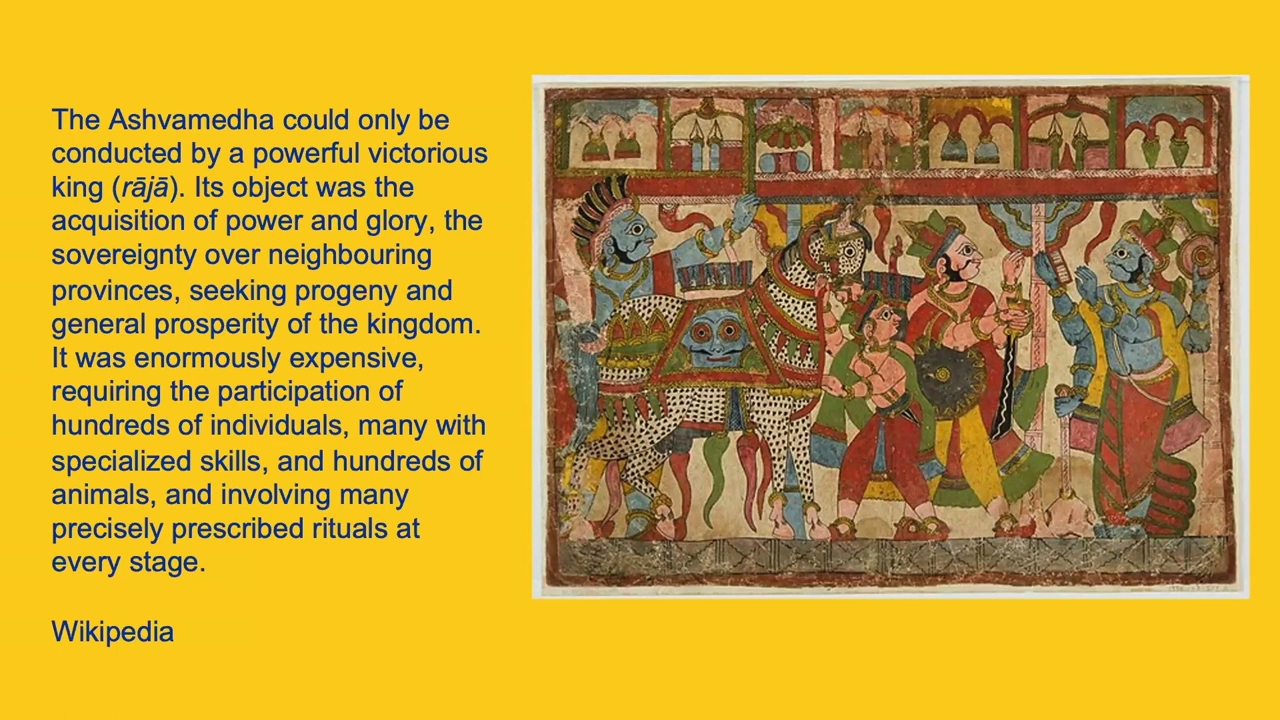 The Ashvamedha could only be
conducted by a powerful victorious
king (rājā). Its object was the
acquisition of power and glory, the
sovereignty over neighbouring
provinces, seeking progeny and
general prosperity of the kingdom.
It was enormously expensive,
requiring the participation of
hundreds of individuals, many with
specialized skills, and hundreds of
animals, and involving many
precisely prescribed rituals at
every stage.
Wikipedia